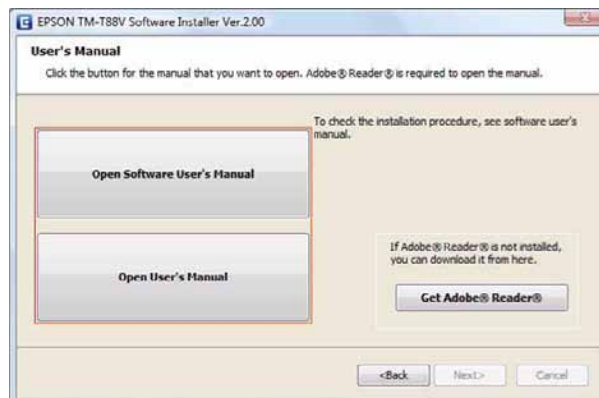 EPSON TM-T88V Software Installer Ver.2.00
User's Manual
Click the button for the manual that you want to open. Adobe® Reader® is required to open the manual.
To check the installation procedure, see software user's
manual.
Open Software User's Manual
Open User's Manual
If Adobe® Reader® is not installed,
you can download it from here.
Get Adobe® Reader®
<Back
Next>
Cancel